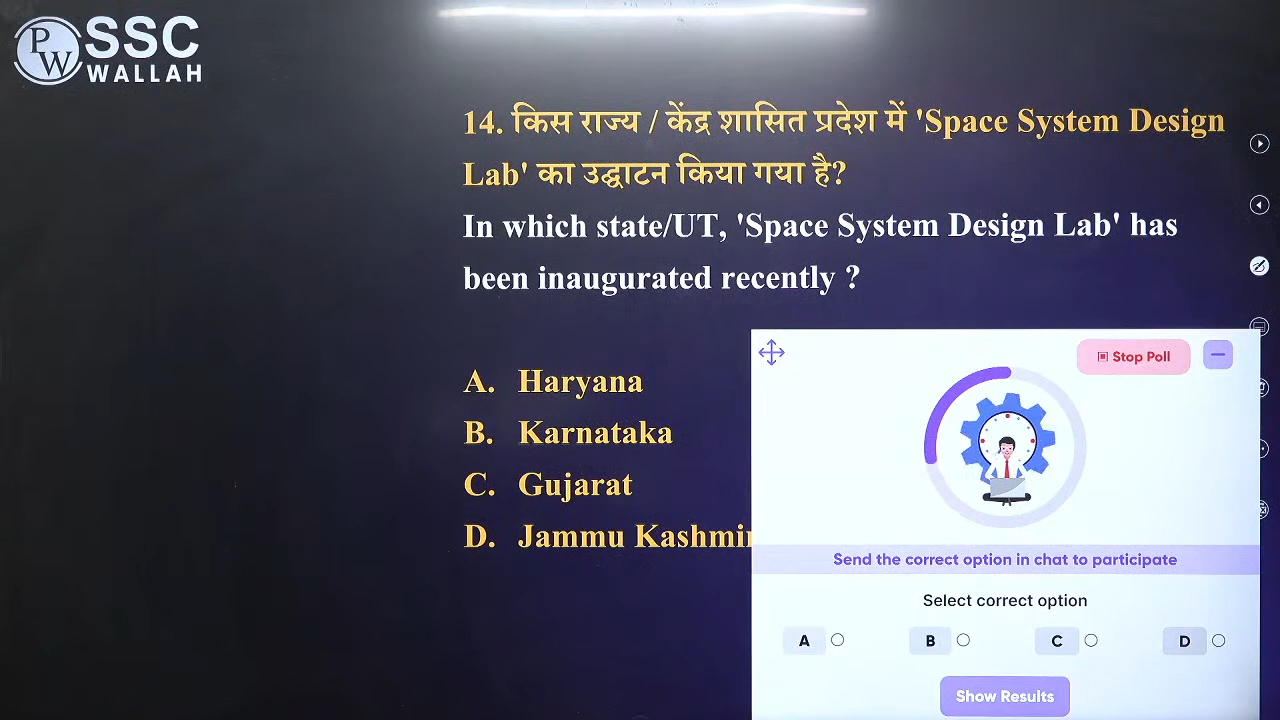 PW SSC
WALLAH
14. किस राज्य / केंद्र शासित प्रदेश में 'Space System Design
Lab' का उद्घाटन किया गया है?
In which state/UT, 'Space System Design Lab' has
been inaugurated recently ?
A. Haryana
B. Karnataka
C. Gujarat
D. Jammu Kashmir
Stop Poll
Send the correct option in chat to participate
Select correct option
A B C D
Show Results